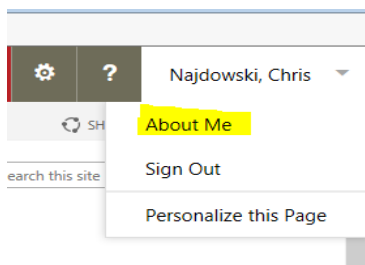 ? Najdowski, Chris
SH
About Me
Sign Out
earch this site
Personalize this Page